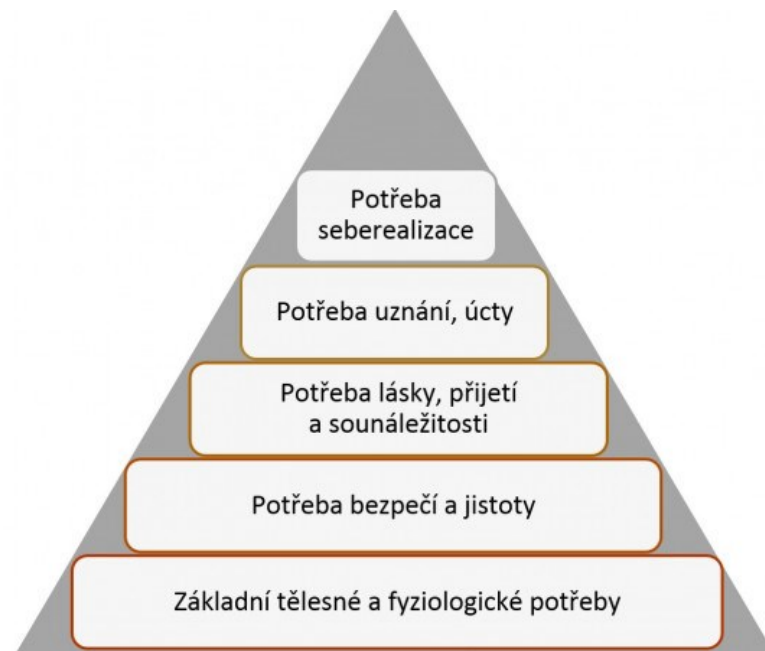 Potřeba
seberealizace
Potřeba uznání, úcty
Potřeba lásky, přijetí
a sounáležitosti
Potřeba bezpečí a jistoty
Základní tělesné a fyziologické potřeby